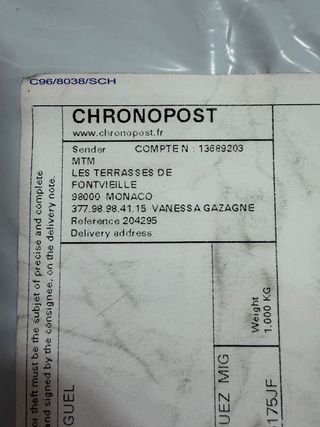 C96/8038/SCH
CHRONOPOST
www.chronopost.fr
Sender COMPTE N : 13689203
MTM
LES TERRASSES DE
FONTVIEILLE
98000 MONACO
377.98.98.41.15 VANESSA GAZAGNE
Reference 204295
Delivery address
or theft must be the subjet of precise and complete
and signed by the consignee, on the delivery note.
Weight
1.000 KG
GUEL
UEZ MIG
175JF